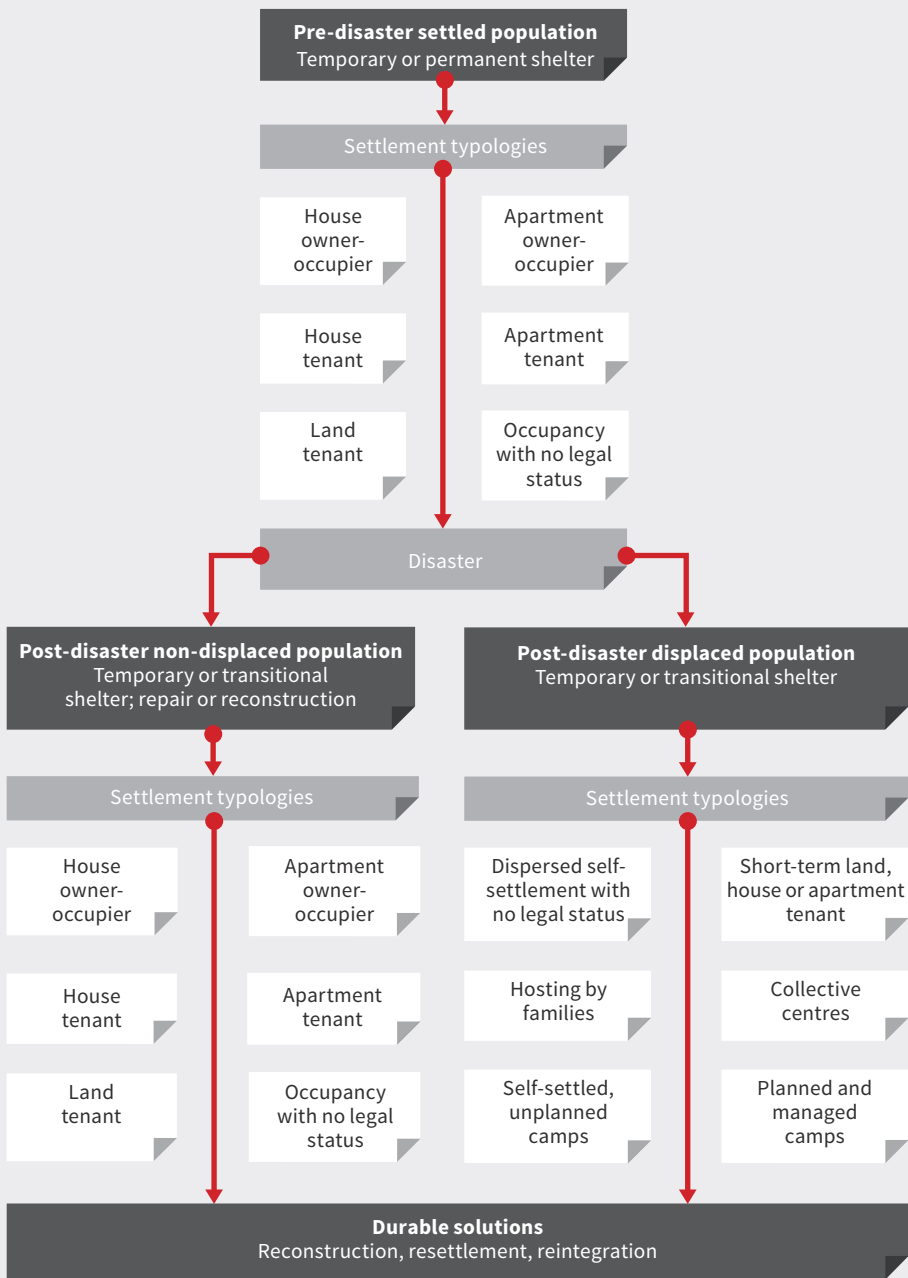 Pre-disaster settled population
Temporary or permanent shelter
Settlement typologies
House
owner-
occupier
Apartment
owner-
occupier
House
tenant
Apartment
tenant
Land
tenant
Occupancy
with no legal
status
Disaster
Post-disaster non-displaced population
Temporary or transitional
shelter; repair or reconstruction
Settlement typologies
House
owner-
occupier
Apartment
owner-
occupier
House
tenant
Apartment
tenant
Land
tenant
Occupancy
with no legal
status
Post-disaster displaced population
Temporary or transitional shelter
Settlement typologies
Dispersed self-
settlement with
no legal status
Short-term land,
house or apartment
tenant
Hosting by
families
Collective
centres
Self-settled,
unplanned
camps
Planned and
managed
camps
Durable solutions
Reconstruction, resettlement, reintegration